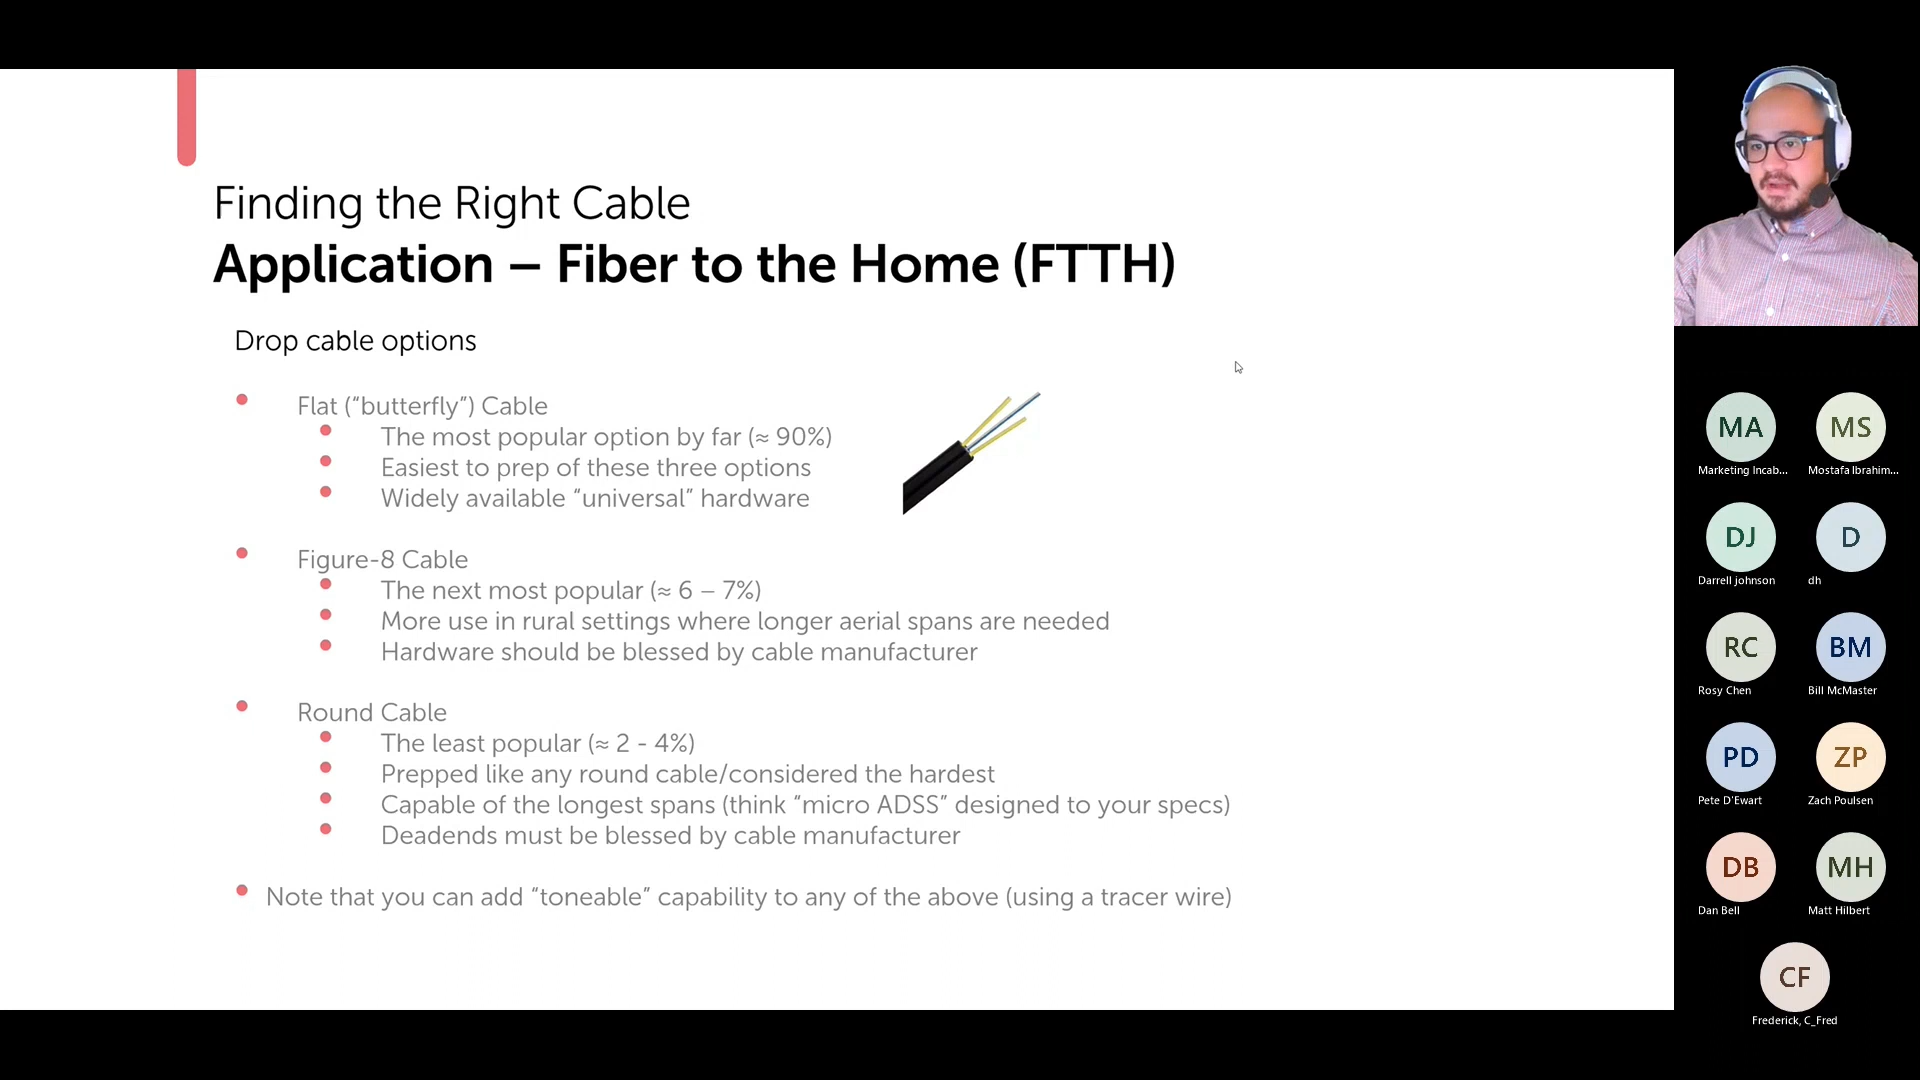 Finding the Right Cable
Application – Fiber to the Home (FTTH)
Drop cable options
Flat (“butterfly”) Cable
The most popular option by far (≈ 90%)
Easiest to prep of these three options
Widely available “universal” hardware
Figure-8 Cable
The next most popular (≈ 6 – 7%)
More use in rural settings where longer aerial spans are needed
Hardware should be blessed by cable manufacturer
Round Cable
The least popular (≈ 2 - 4%)
Prepped like any round cable/considered the hardest
Capable of the longest spans (think “micro ADSS” designed to your specs)
Deadends must be blessed by cable manufacturer
Note that you can add “toneable” capability to any of the above (using a tracer wire)
MA
Marketing Incab...
MS
Mostafa Ibrahim...
DJ
Darrell johnson
D
dh
RC
Rosy Chen
BM
Bill McMaster
PD
Pete D'Ewart
ZP
Zach Poulsen
DB
Dan Bell
MH
Matt Hilbert
CF
Frederick, C_Fred